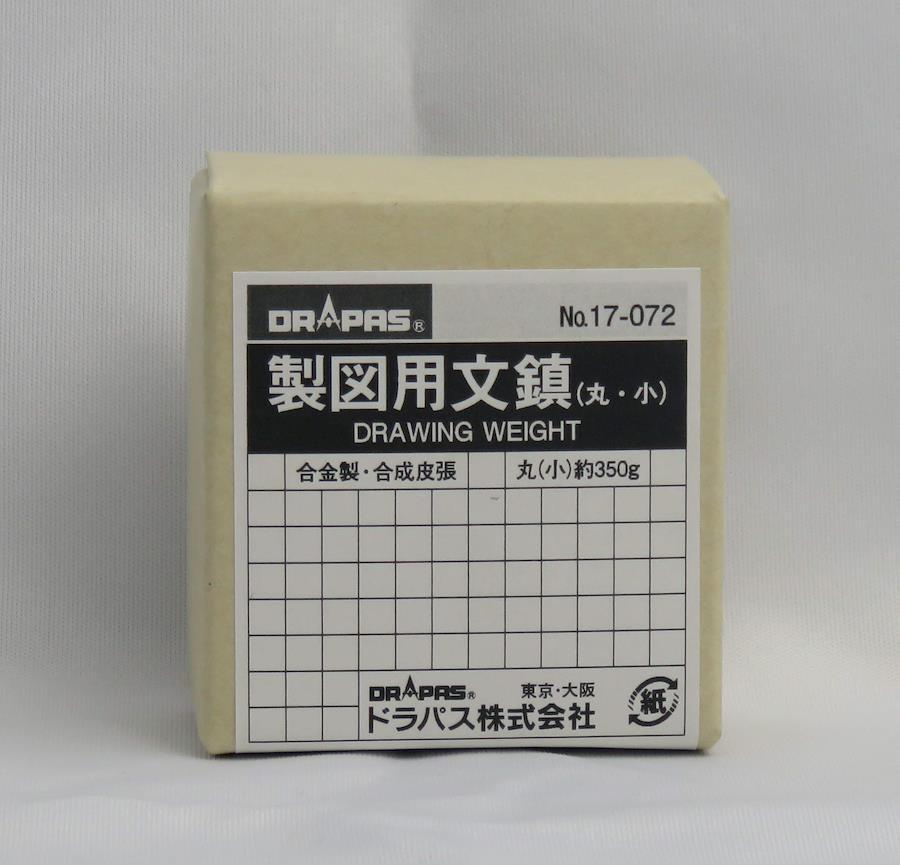 DRAPAS® No.17-072
製図用文鎮(丸・小)
DRAWING WEIGHT
合金製・合成皮張 丸(小)約350g
DRAPAS® 東京・大阪
ドラパス株式会社
紙